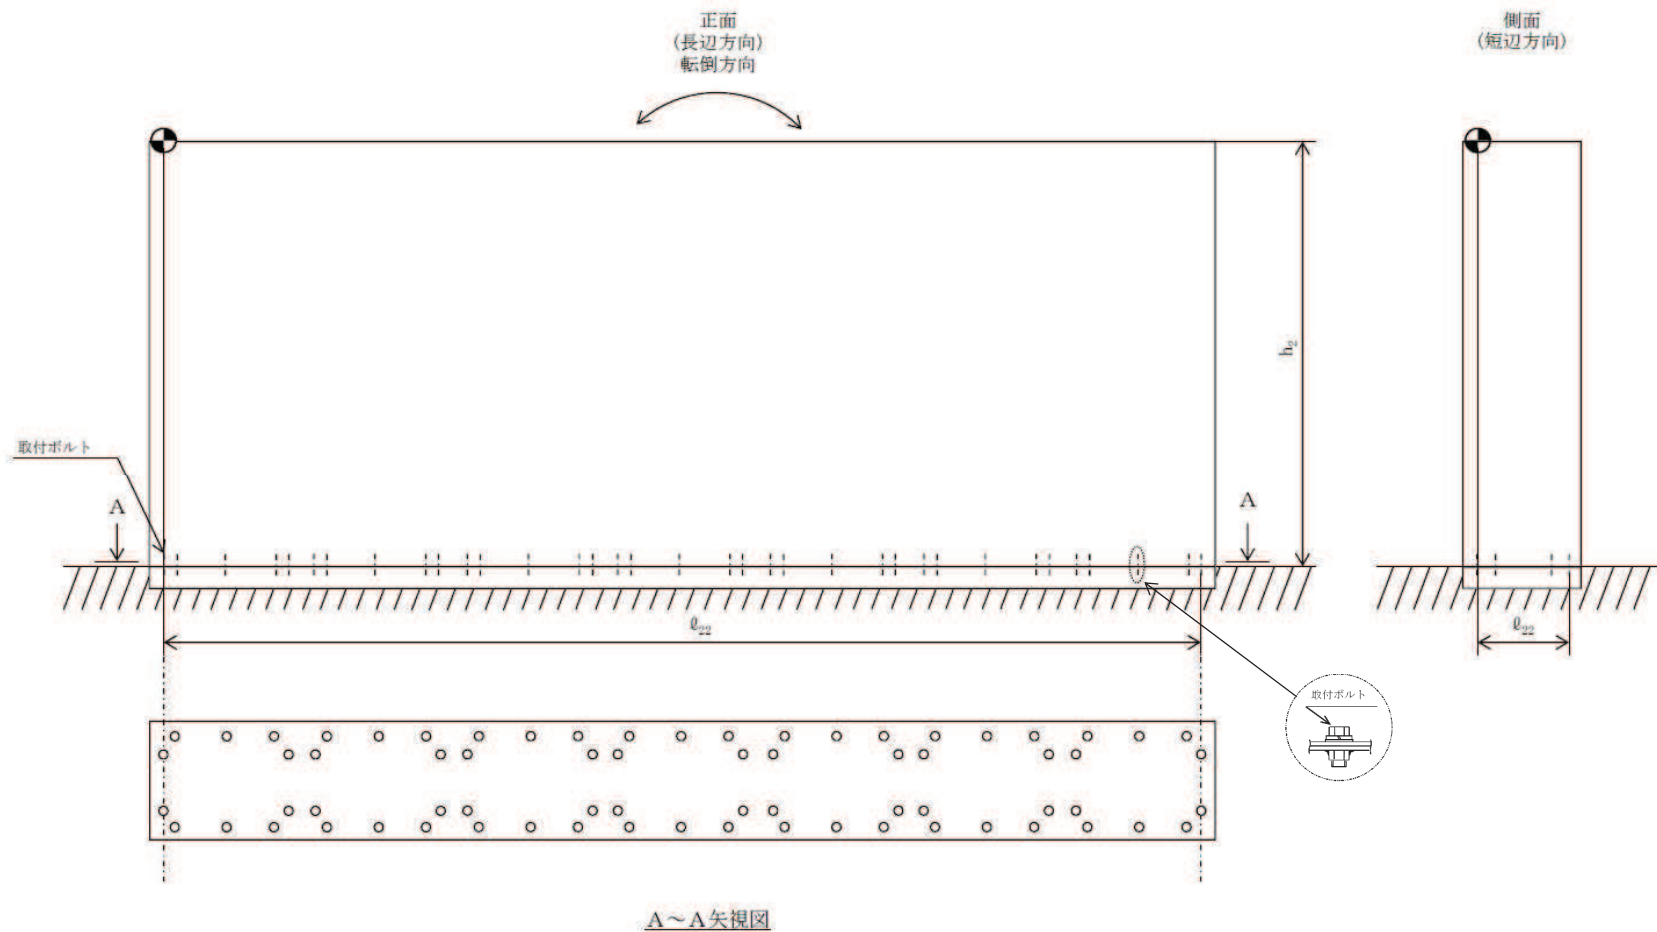 正面
(長辺方向)
転倒方向
側面
(短辺方向)
h₂
取付ボルト
A
A
ℓ₂₂
ℓ₂₂
取付ボルト
A~A矢視図